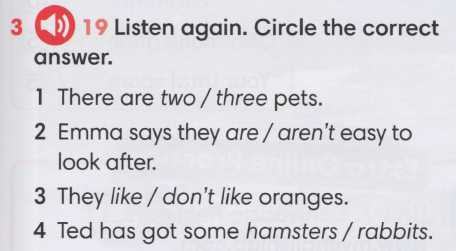 3 19 Listen again. Circle the correct
answer.
1 There are two / three pets.
2 Emma says they are / aren't easy to
look after.
3 They like / don't like oranges.
4 Ted has got some hamsters / rabbits.